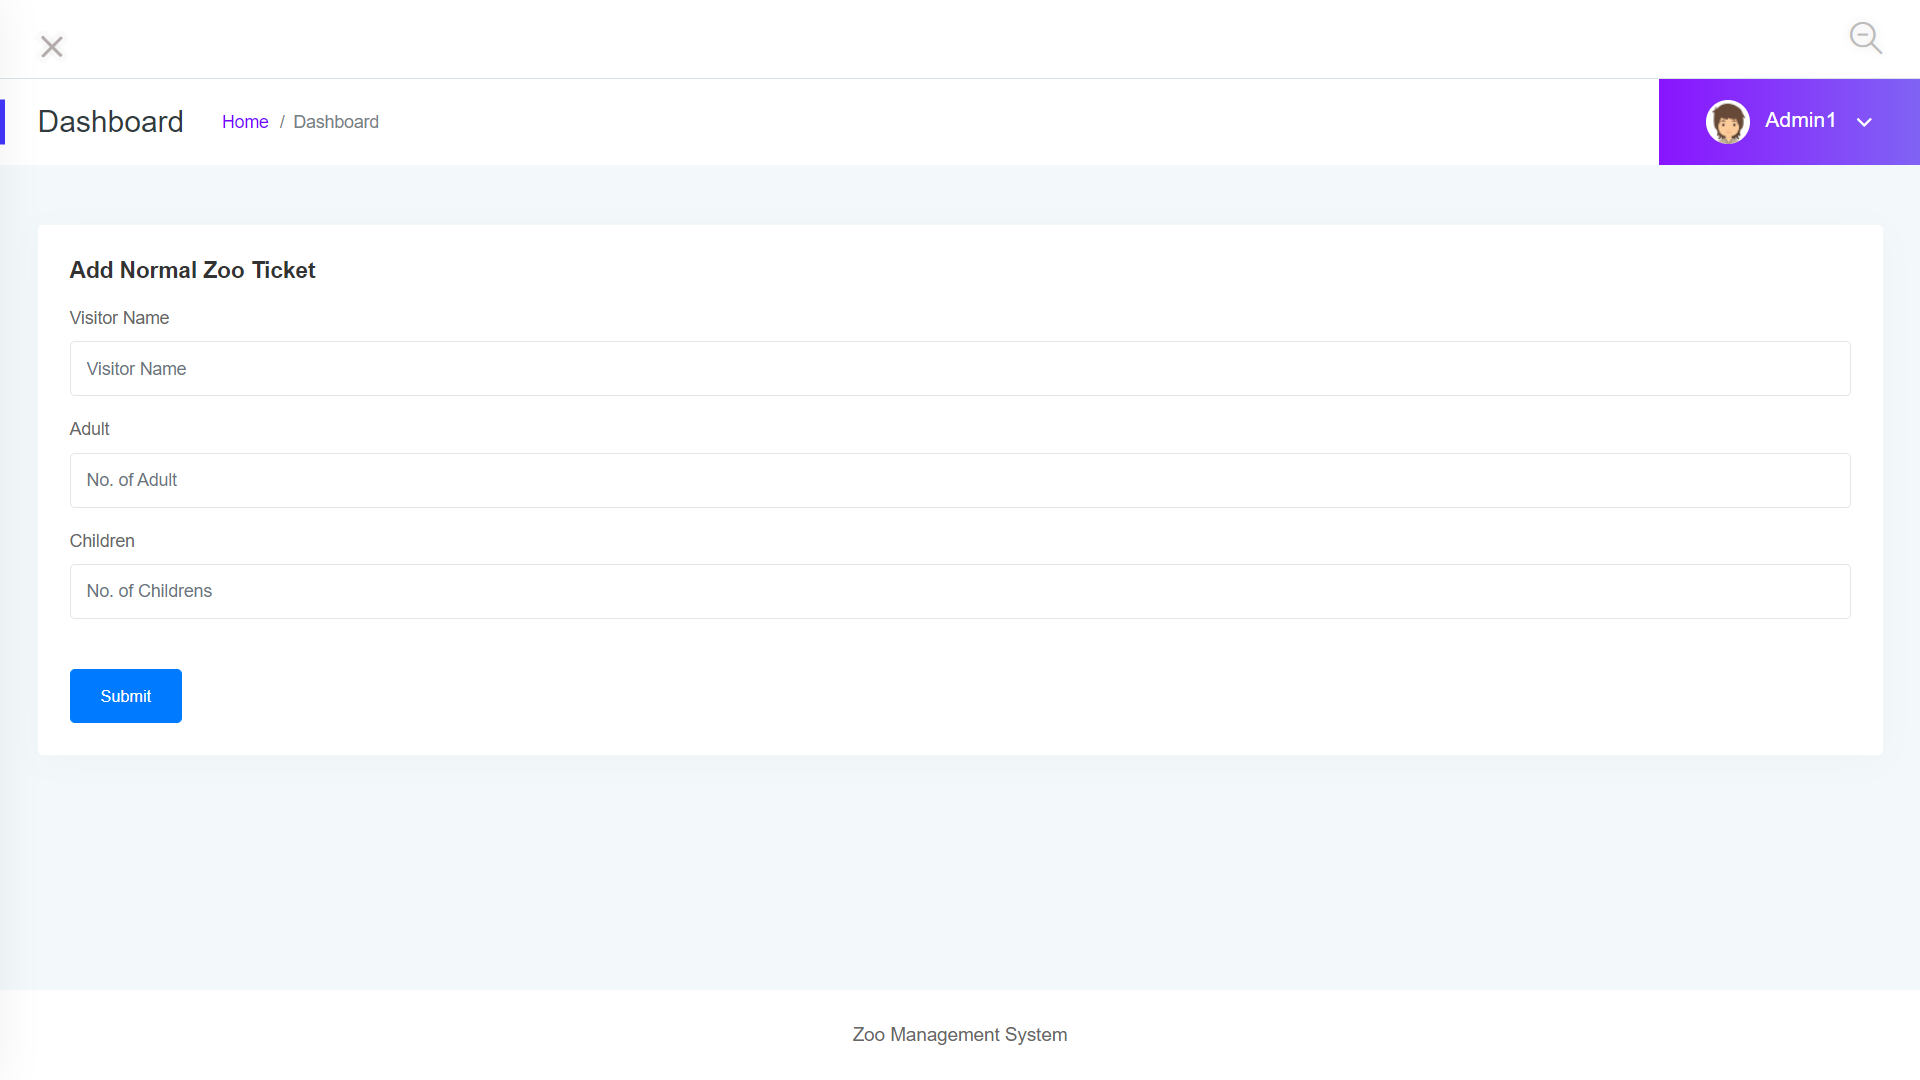 Dashboard
Home / Dashboard
Admin1
Add Normal Zoo Ticket
Visitor Name
Visitor Name
Adult
No. of Adult
Children
No. of Childrens
Submit
Zoo Management System